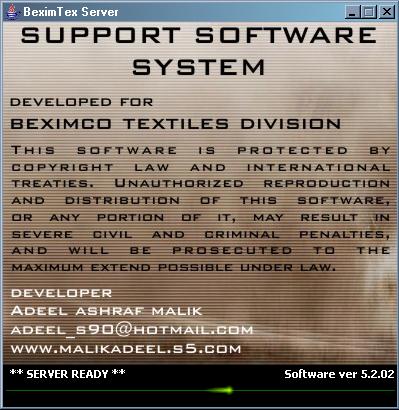 BeximTex Server
SUPPORT SOFTWARE
SYSTEM
DEVELOPED FOR
BEXIMCO TEXTILES DIVISION
THIS SOFTWARE IS PROTECTED BY
COPYRIGHT LAW AND INTERNATIONAL
TREATIES. UNAUTHORIZED REPRODUCTION
AND DISTRIBUTION OF THIS SOFTWARE,
OR ANY PORTION OF IT, MAY RESULT IN
SEVERE CIVIL AND CRIMINAL PENALTIES,
AND WILL BE PROSECUTED TO THE
MAXIMUM EXTEND POSSIBLE UNDER LAW.
DEVELOPER
ADEEL ASHRAF MALIK
ADEEL_S90@HOTMAIL.COM
WWW.MALIKADEEL.S5.COM
** SERVER READY ** Software ver 5.2.02